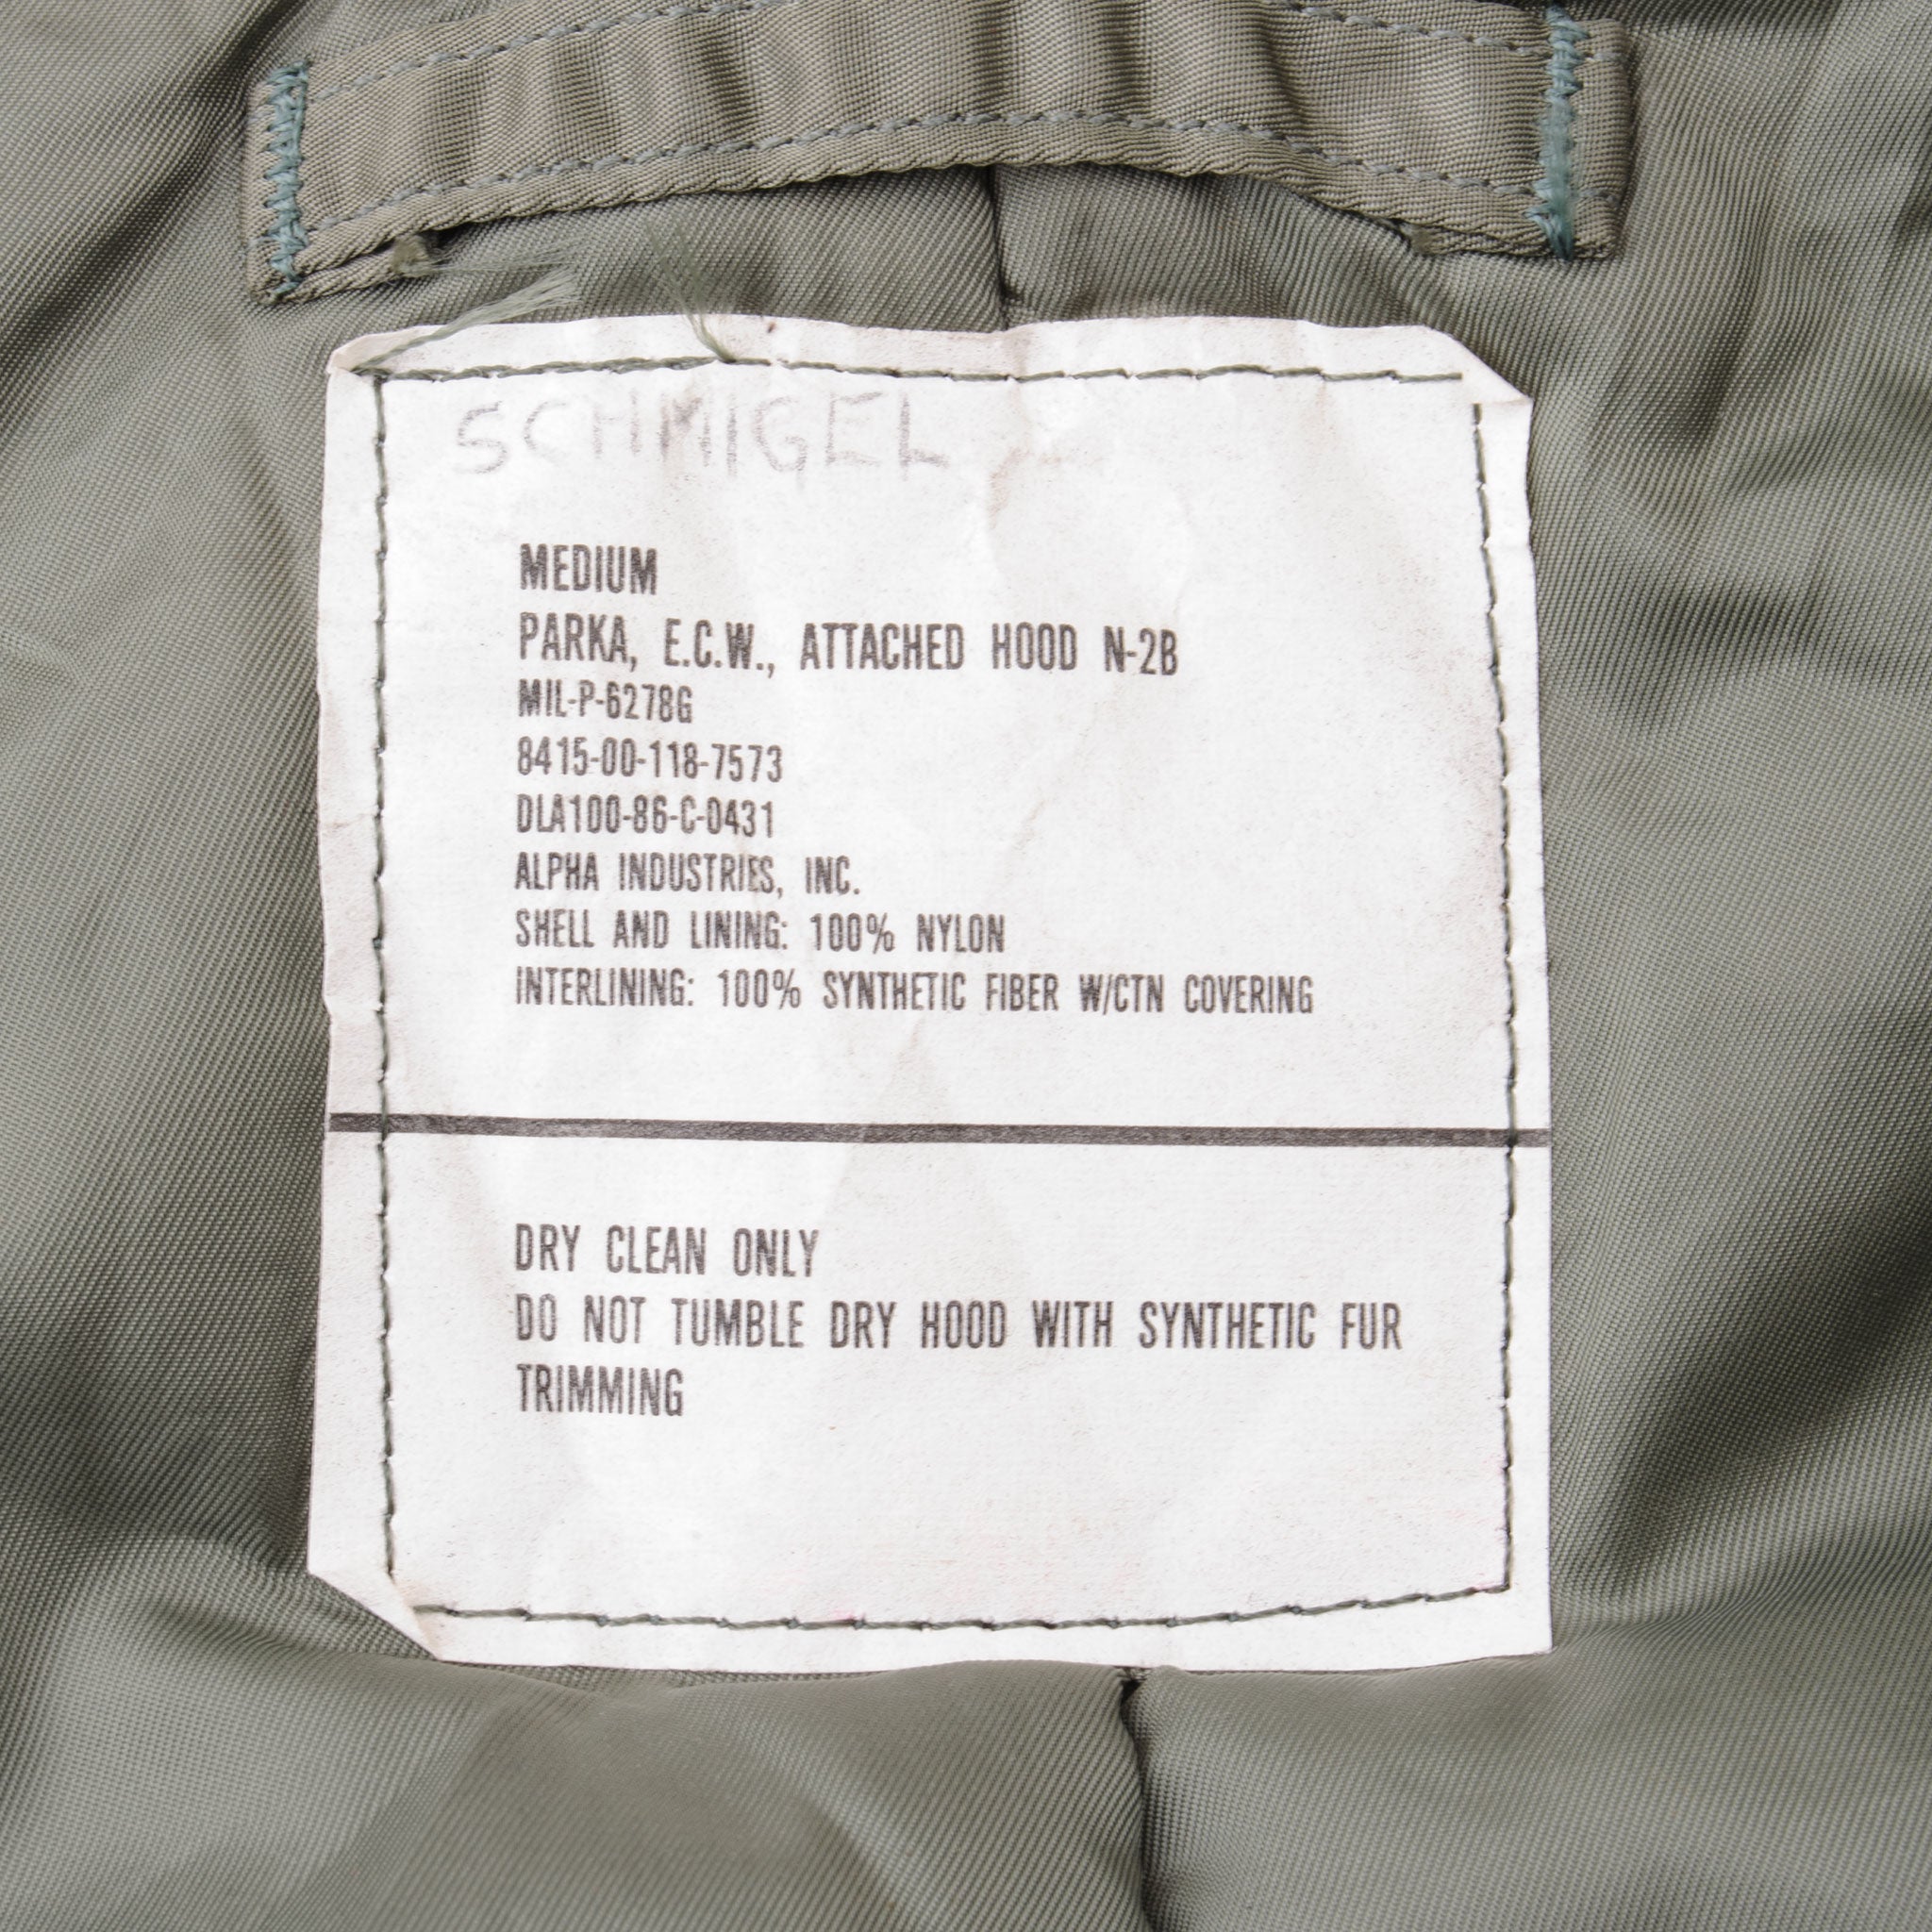 SCHMIGEL
MEDIUM
PARKA, E.C.W., ATTACHED HOOD N-2B
MIL-P-6278G
8415-00-118-7573
DLA100-86-C-0431
ALPHA INDUSTRIES, INC.
SHELL AND LINING: 100% NYLON
INTERLINING: 100% SYNTHETIC FIBER W/CTN COVERING
DRY CLEAN ONLY
DO NOT TUMBLE DRY HOOD WITH SYNTHETIC FUR
TRIMMING